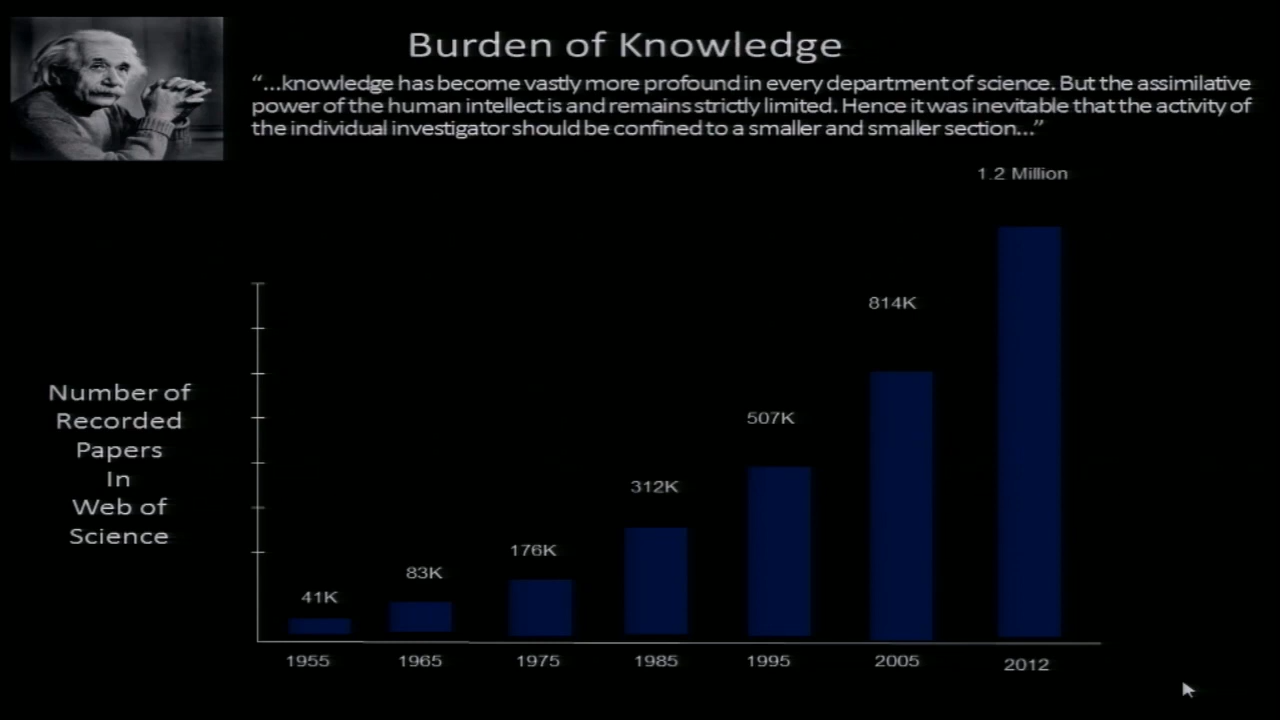 Burden of Knowledge
“...knowledge has become vastly more profound in every department of science. But the assimilative
power of the human intellect is and remains strictly limited. Hence it was inevitable that the activity of
the individual investigator should be confined to a smaller and smaller section...”
1.2 Million
814K
507K
312K
176K
83K
41K
Number of
Recorded
Papers
In
Web of
Science
1955 1965 1975 1985 1995 2005 2012